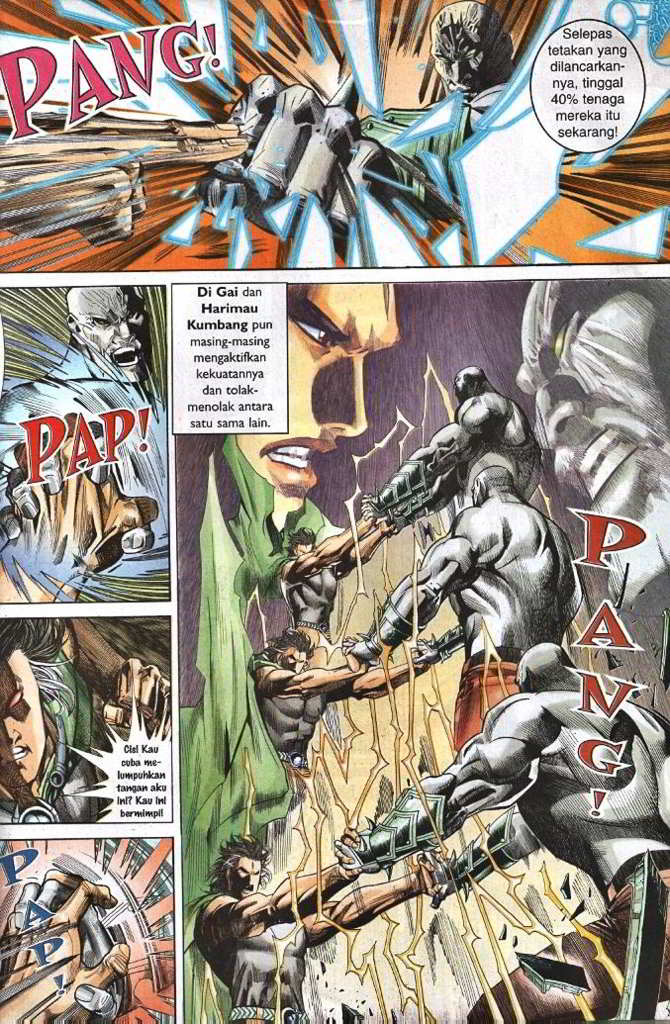 PANG!
Selepas
tetakan yang
dilancarkan-
nya, tinggal
40% tenaga
mereka itu
sekarang!
Di Gai dan
Harimau
Kumbang pun
masing-masing
mengaktifkan
kekuatannya
dan tolak-
menolak antara
satu sama lain.
PAP!
PANG!
Cis! Kau
cuba me-
lumpuhkan
tangan aku
ini? Kau ini
bermimpi!
PAP!